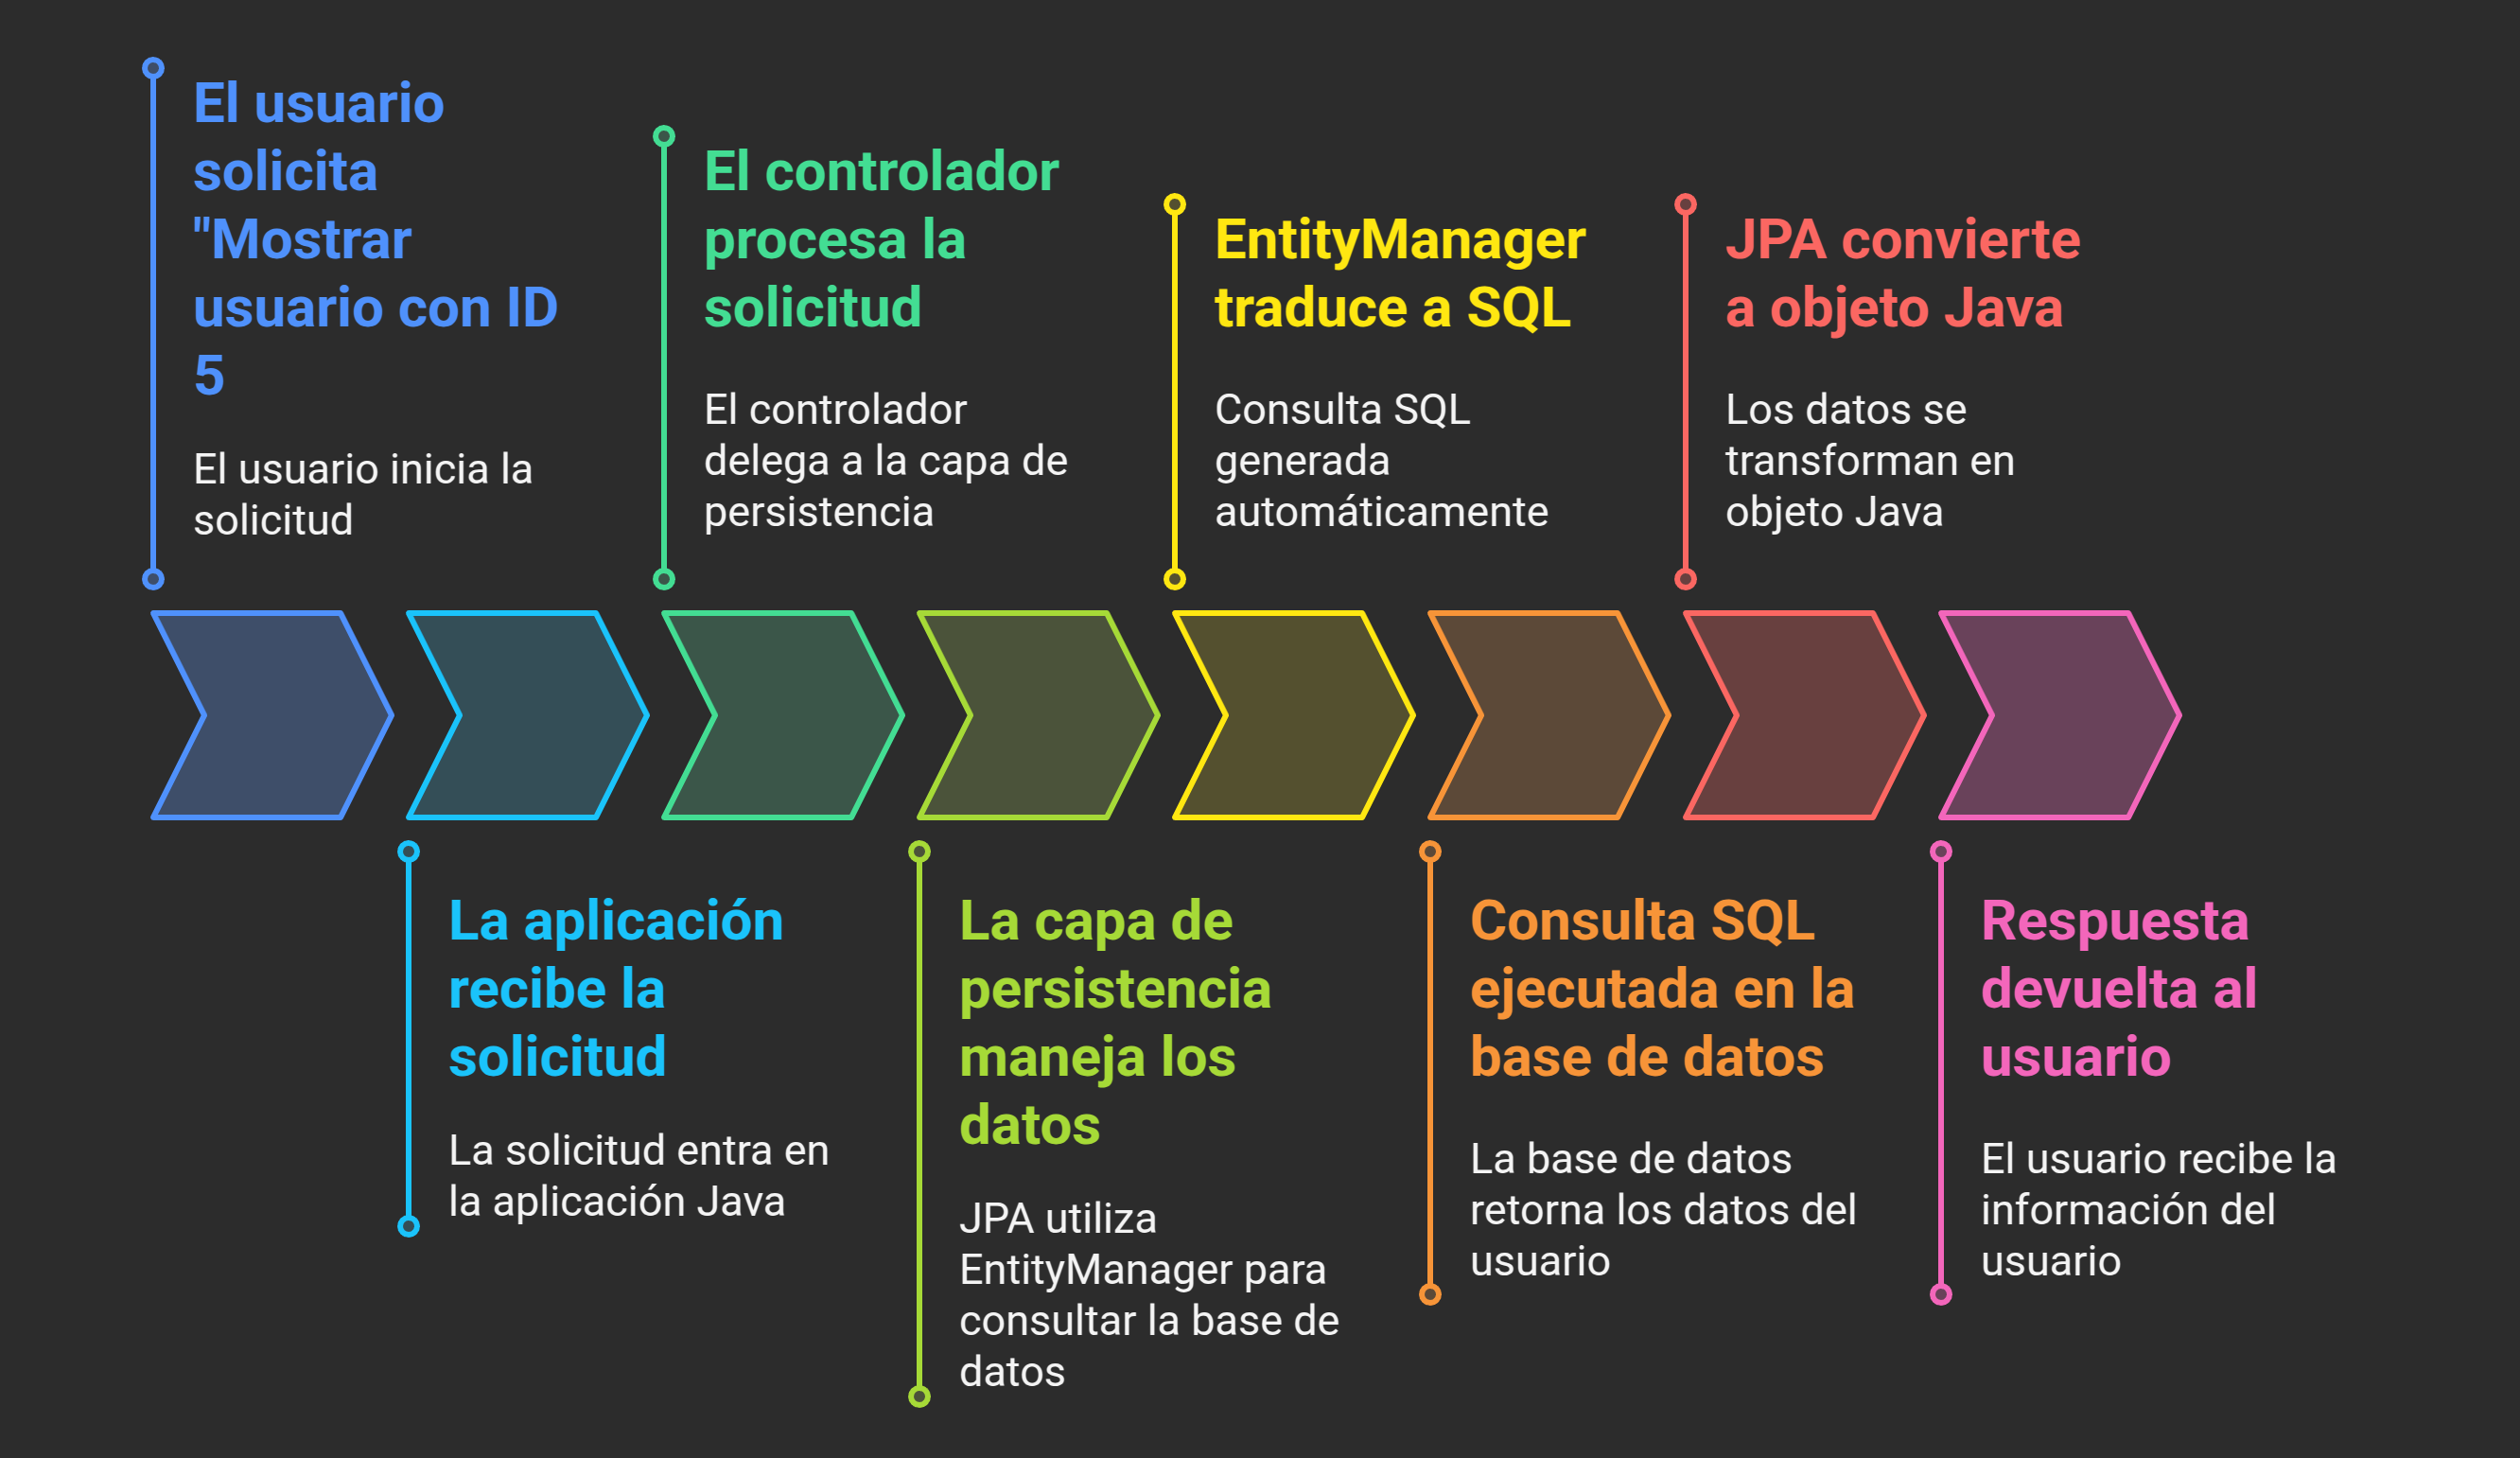 El usuario
solicita
"Mostrar
usuario con ID
5
El usuario inicia la
solicitud
La aplicación
recibe la
solicitud
La solicitud entra en
la aplicación Java
El controlador
procesa la
solicitud
El controlador
delega a la capa de
persistencia
La capa de
persistencia
maneja los
datos
JPA utiliza
EntityManager para
consultar la base de
datos
EntityManager
traduce a SQL
Consulta SQL
generada
automáticamente
Consulta SQL
ejecutada en la
base de datos
La base de datos
retorna los datos del
usuario
JPA convierte
a objeto Java
Los datos se
transforman en
objeto Java
Respuesta
devuelta al
usuario
El usuario recibe la
información del
usuario